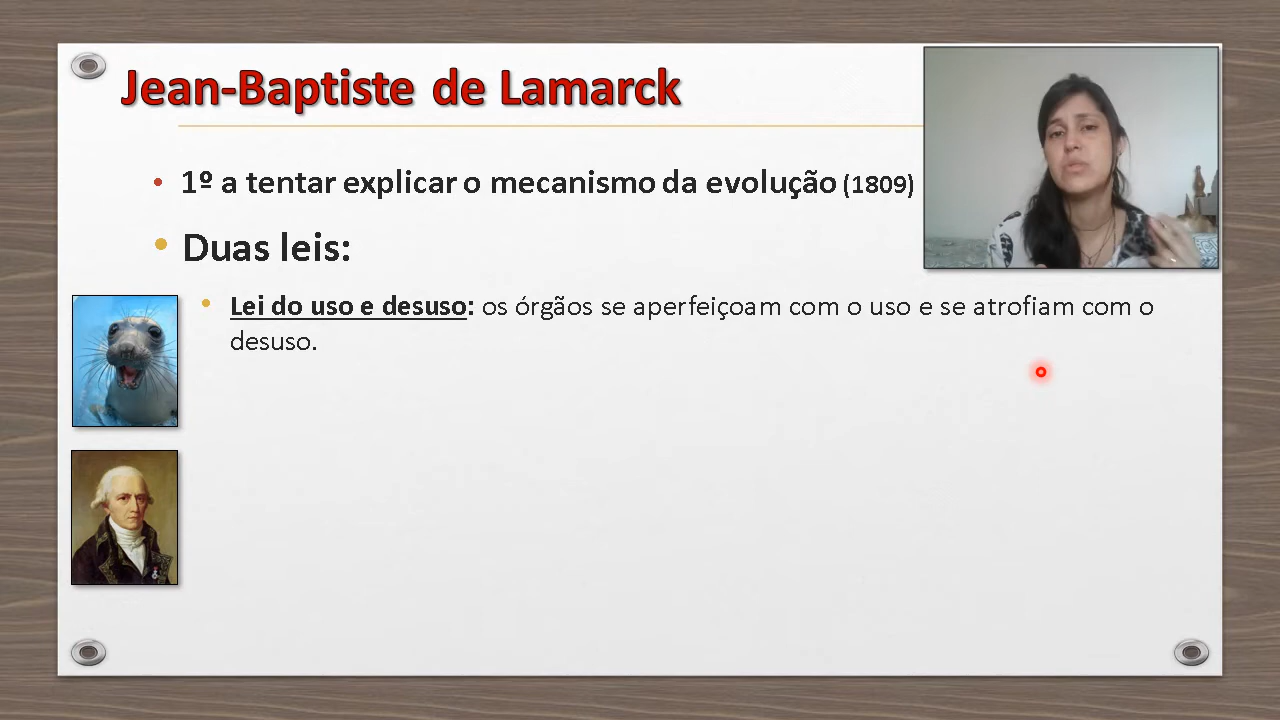 Jean-Baptiste de Lamarck
• 1º a tentar explicar o mecanismo da evolução (1809)
• Duas leis:
• Lei do uso e desuso: os órgãos se aperfeiçoam com o uso e se atrofiam com o
desuso.